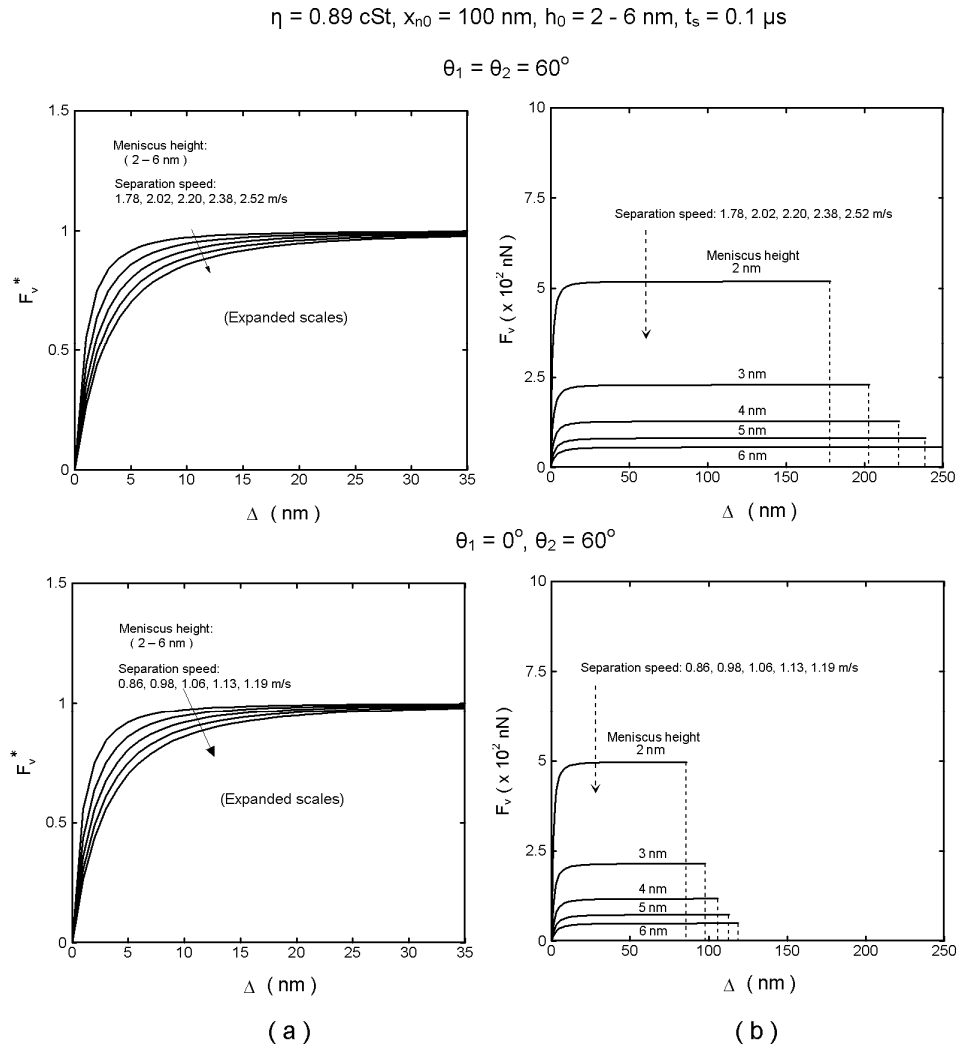 η = 0.89 cSt, xn0 = 100 nm, h0 = 2 - 6 nm, ts = 0.1 µs
θ1 = θ2 = 60o
1.5
1
0.5
0
Fv*
Meniscus height:
( 2 – 6 nm )
Separation speed:
1.78, 2.02, 2.20, 2.38, 2.52 m/s
(Expanded scales)
0 5 10 15 20 25 30 35
Δ ( nm )
10
7.5
5
2.5
0
Fv ( x 102 nN )
Separation speed: 1.78, 2.02, 2.20, 2.38, 2.52 m/s
Meniscus height
2 nm
3 nm
4 nm
5 nm
6 nm
0 50 100 150 200 250
Δ ( nm )
θ1 = 0o, θ2 = 60o
1.5
1
0.5
0
Fv*
Meniscus height:
( 2 – 6 nm )
Separation speed:
0.86, 0.98, 1.06, 1.13, 1.19 m/s
(Expanded scales)
0 5 10 15 20 25 30 35
Δ ( nm )
( a )
10
7.5
5
2.5
0
Fv ( x 102 nN )
Separation speed: 0.86, 0.98, 1.06, 1.13, 1.19 m/s
Meniscus height
2 nm
3 nm
4 nm
5 nm
6 nm
0 50 100 150 200 250
Δ ( nm )
( b )